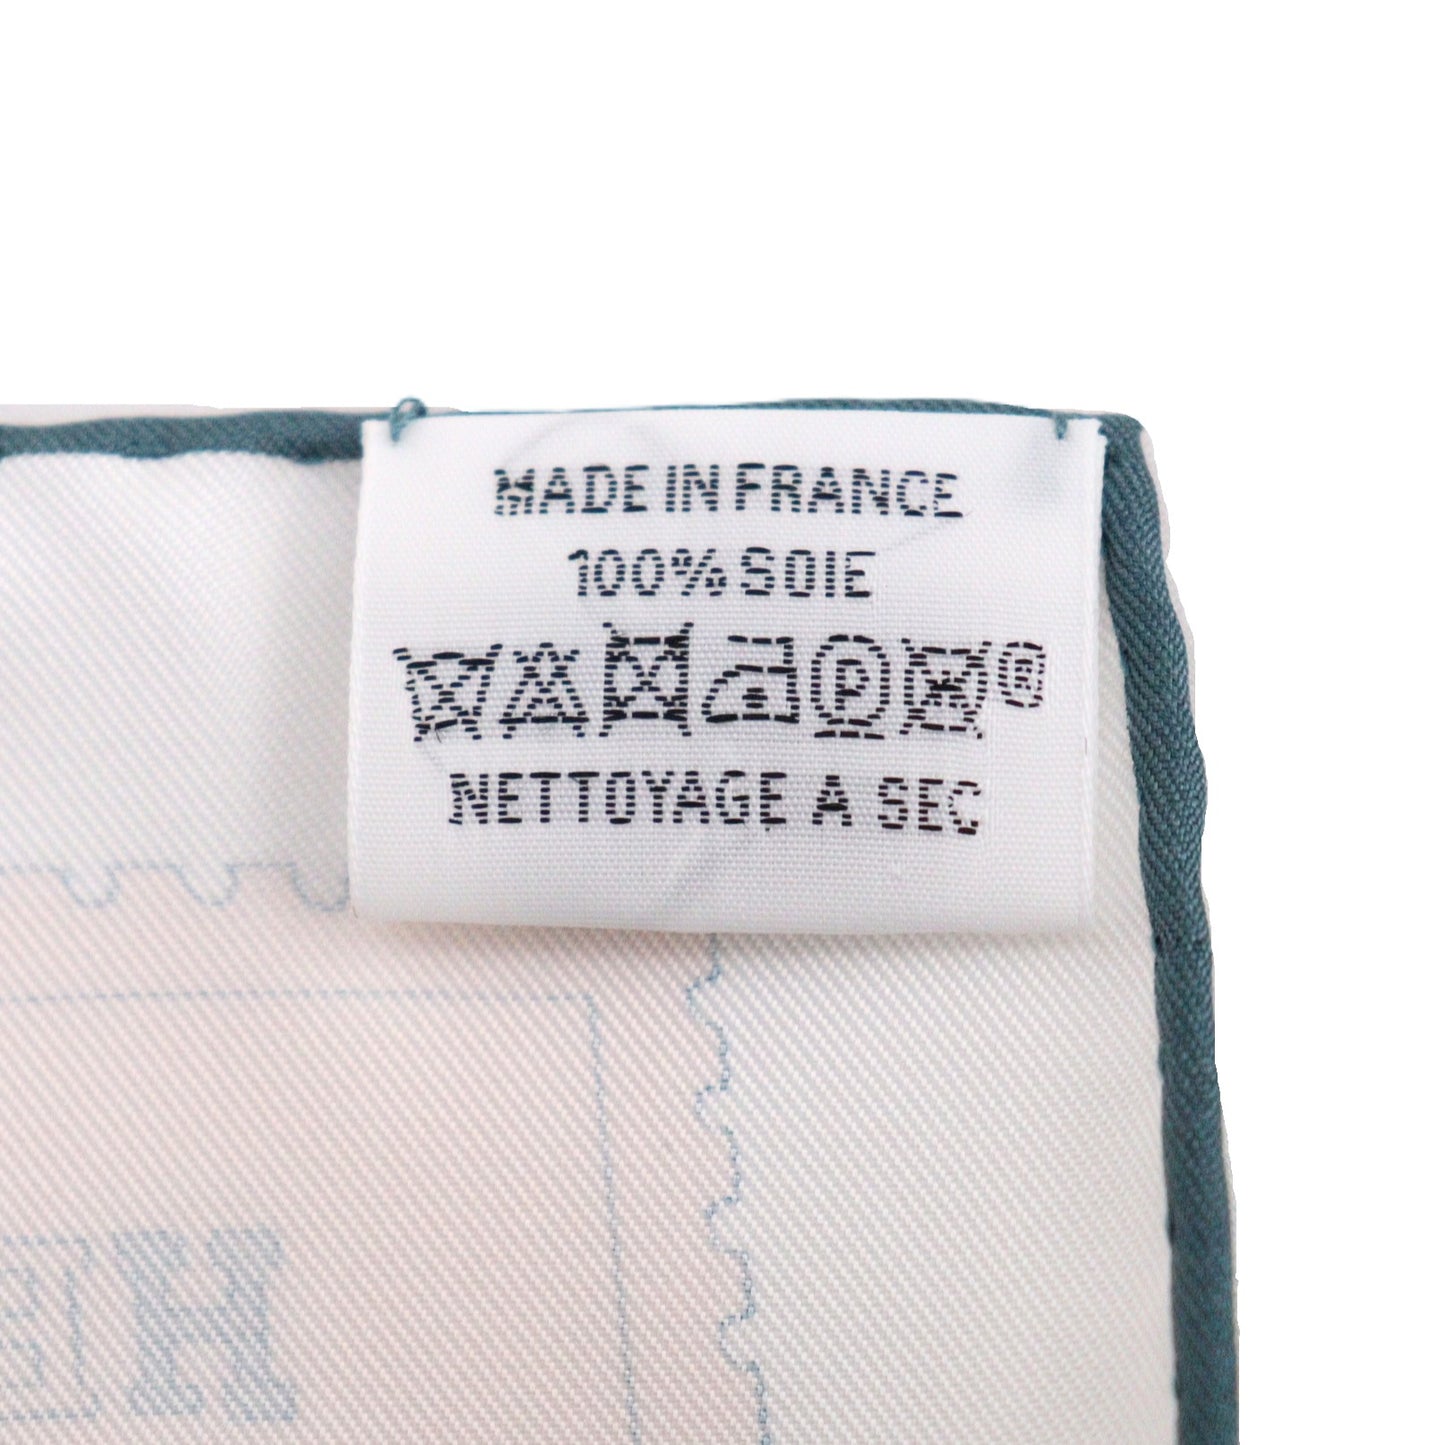 MADE IN FRANCE
100% SOIE
P
®
NETTOYAGE A SEC
H